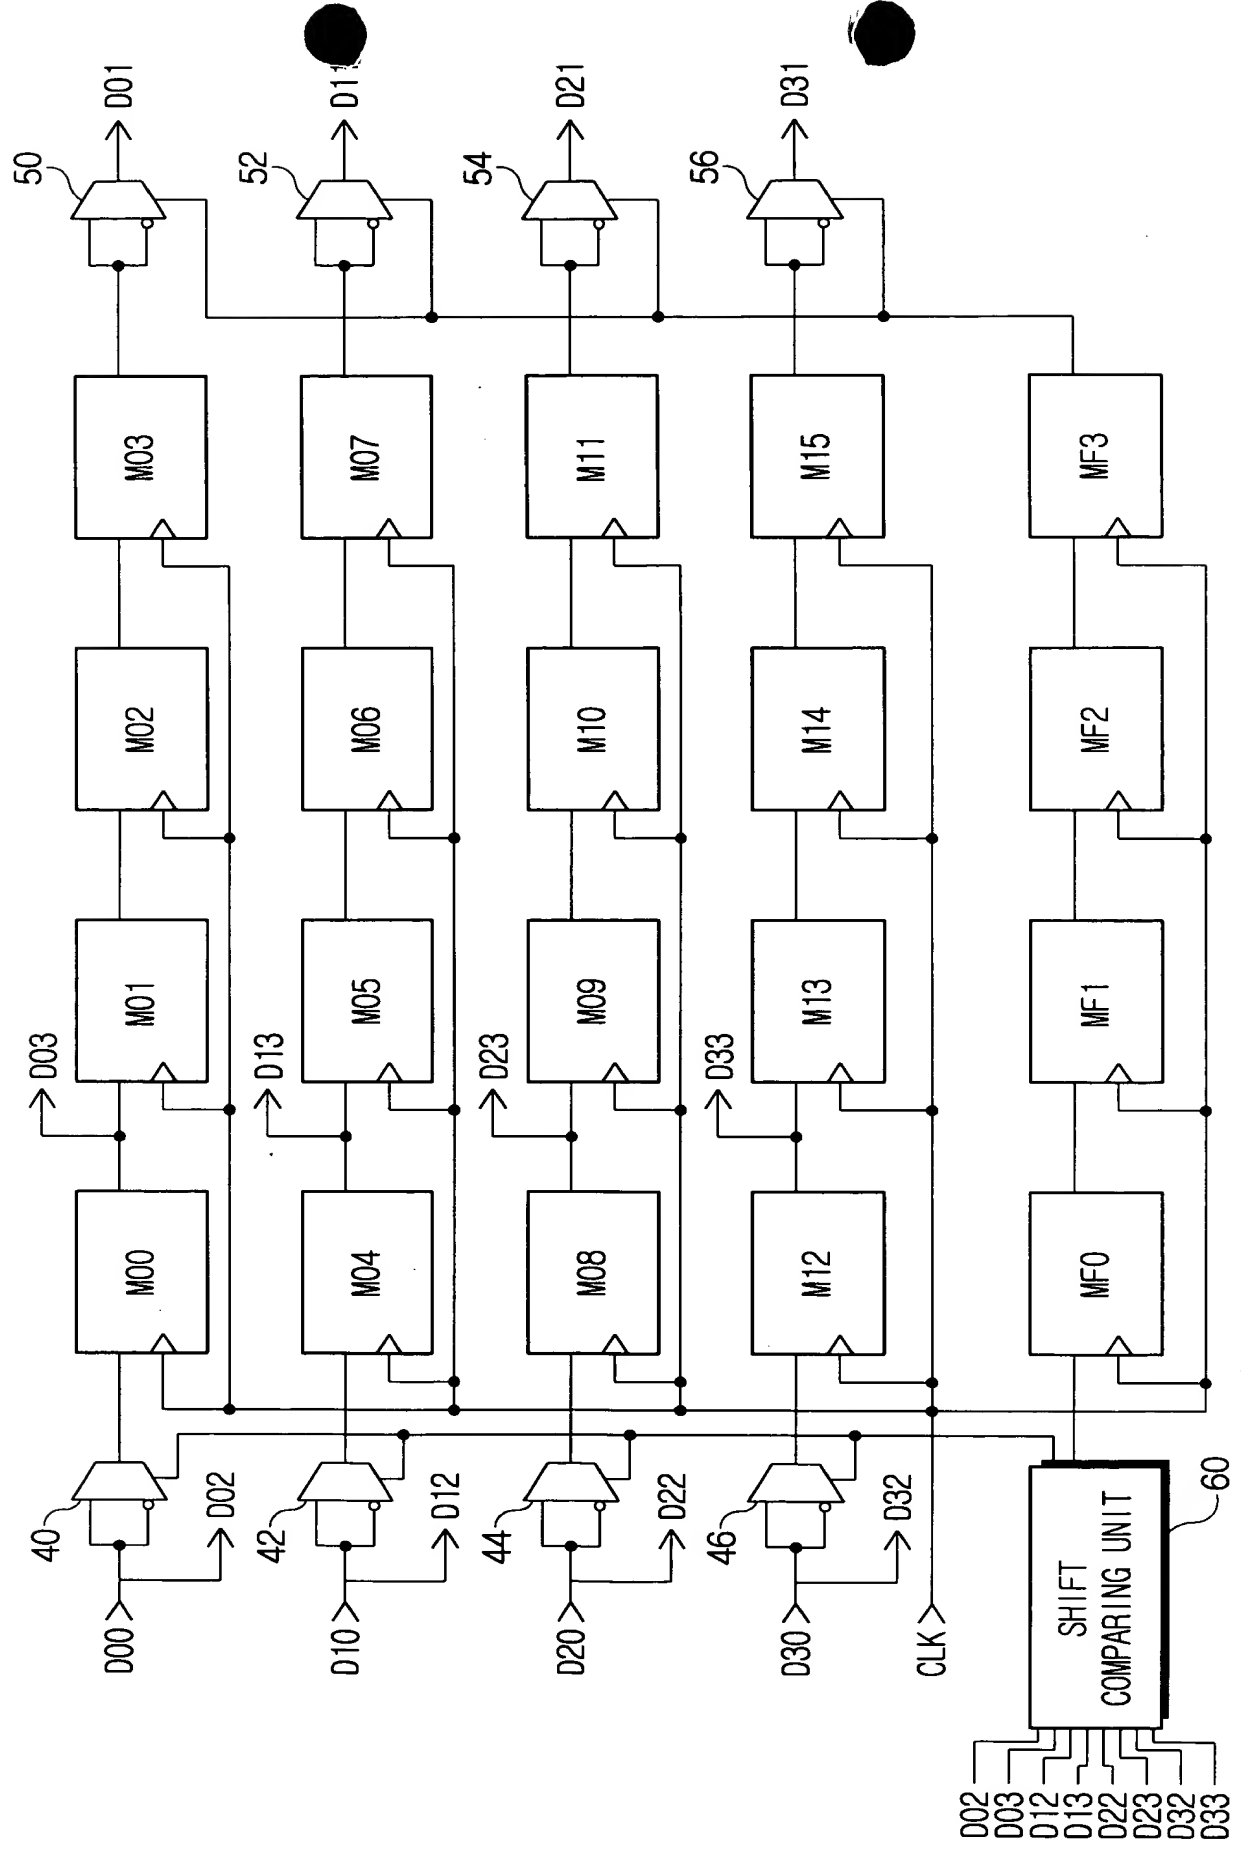 D00
D02
40
M00
D03
M01
M02
M03
50
D01
D10
D12
42
M04
D13
M05
M06
M07
52
D11
D20
D22
44
M08
D23
M09
M10
M11
54
D21
D30
D32
46
M12
D33
M13
M14
M15
56
D31
CLK
D02
D03
D12
D13
D22
D23
D32
D33
SHIFT
COMPARING UNIT
60
MF0
MF1
MF2
MF3